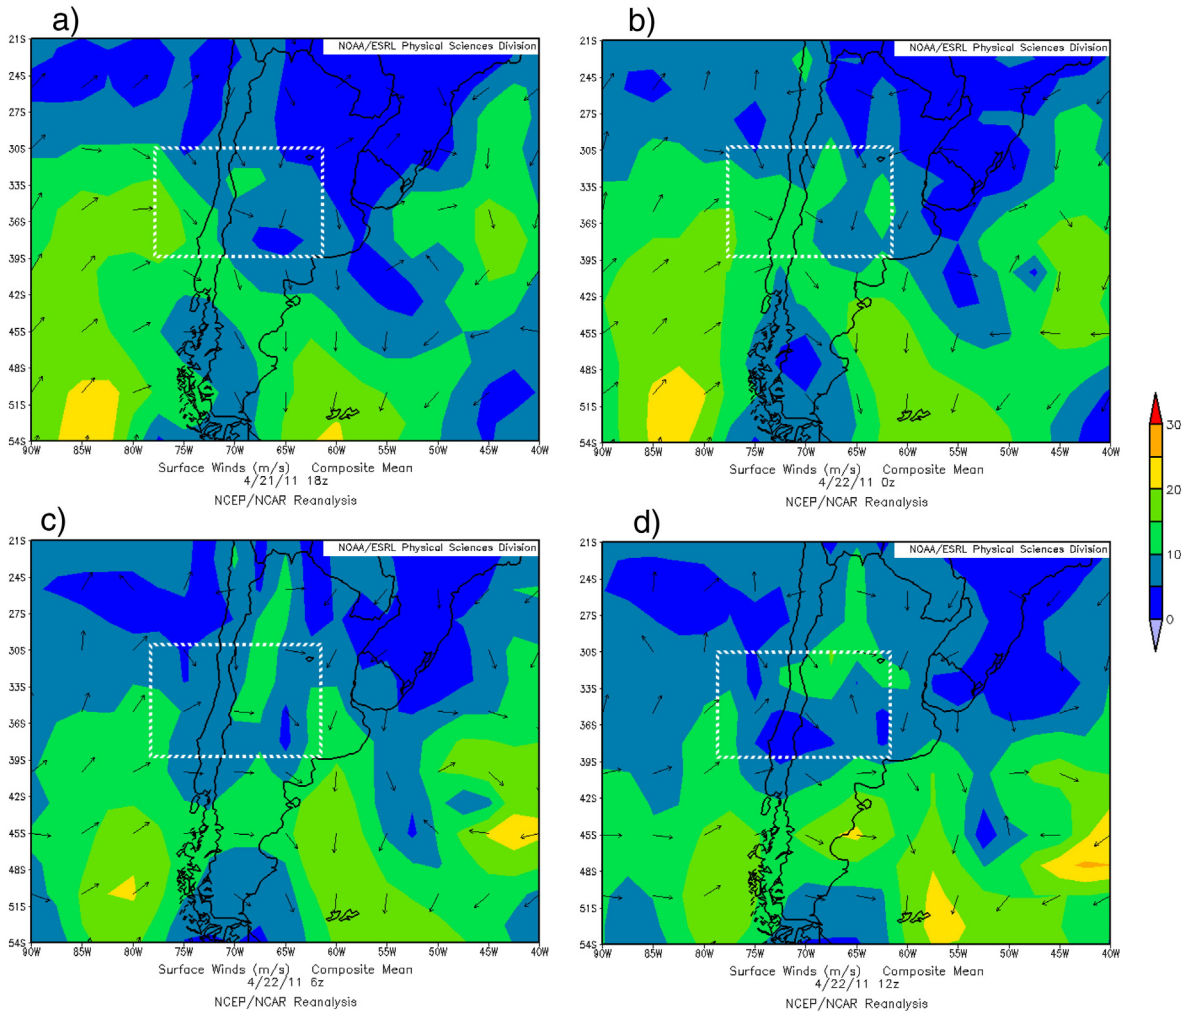 a)
b)
NOAA/ESRL Physical Sciences Division
NOAA/ESRL Physical Sciences Division
21S
24S
27S
30S
33S
36S
39S
42S
45S
48S
51S
54S
90W 85W 80W 75W 70W 65W 60W 55W 50W 45W 40W
Surface Winds (m/s) Composite Mean
4/21/11 18z
NCEP/NCAR Reanalysis
21S
24S
27S
30S
33S
36S
39S
42S
45S
48S
51S
54S
90W 85W 80W 75W 70W 65W 60W 55W 50W 45W 40W
Surface Winds (m/s) Composite Mean
4/22/11 0z
NCEP/NCAR Reanalysis
30
20
10
0
c)
d)
NOAA/ESRL Physical Sciences Division
NOAA/ESRL Physical Sciences Division
21S
24S
27S
30S
33S
36S
39S
42S
45S
48S
51S
54S
90W 85W 80W 75W 70W 65W 60W 55W 50W 45W 40W
Surface Winds (m/s) Composite Mean
4/22/11 6z
NCEP/NCAR Reanalysis
21S
24S
27S
30S
33S
36S
39S
42S
45S
48S
51S
54S
90W 85W 80W 75W 70W 65W 60W 55W 50W 45W 40W
Surface Winds (m/s) Composite Mean
4/22/11 12z
NCEP/NCAR Reanalysis